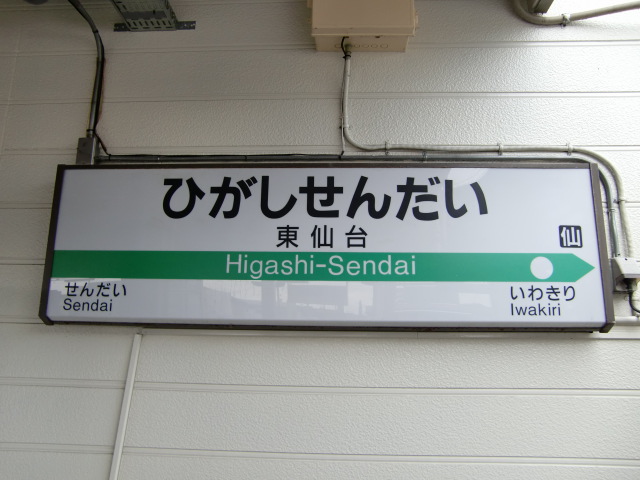 ひがしせんだい
東仙台
仙
Higashi-Sendai
せんだい
Sendai
いわきり
Iwakiri